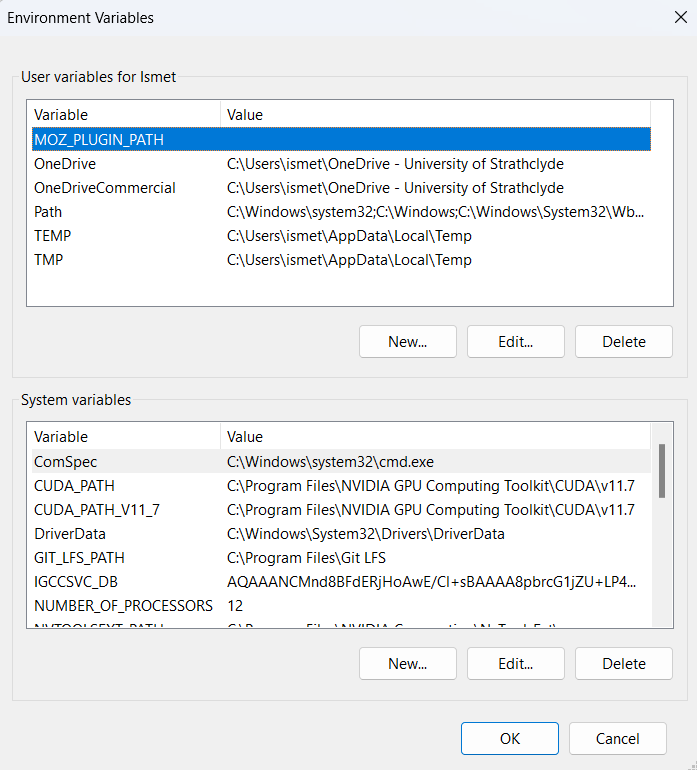 Environment Variables
User variables for Ismet
Variable Value
MOZ_PLUGIN_PATH
OneDrive C:\Users\ismet\OneDrive - University of Strathclyde
OneDriveCommercial C:\Users\ismet\OneDrive - University of Strathclyde
Path C:\Windows\system32;C:\Windows;C:\Windows\System32\Wb...
TEMP C:\Users\ismet\AppData\Local\Temp
TMP C:\Users\ismet\AppData\Local\Temp
New... Edit... Delete
System variables
Variable Value
ComSpec C:\Windows\system32\cmd.exe
CUDA_PATH C:\Program Files\NVIDIA GPU Computing Toolkit\CUDA\v11.7
CUDA_PATH_V11_7 C:\Program Files\NVIDIA GPU Computing Toolkit\CUDA\v11.7
DriverData C:\Windows\System32\Drivers\DriverData
GIT_LFS_PATH C:\Program Files\Git LFS
IGCCSVC_DB AQAAANCMnd8BFdERjHoAwE/Cl+sBAAAA8pbrcG1jZU+LP4...
NUMBER_OF_PROCESSORS 12
New... Edit... Delete
OK Cancel